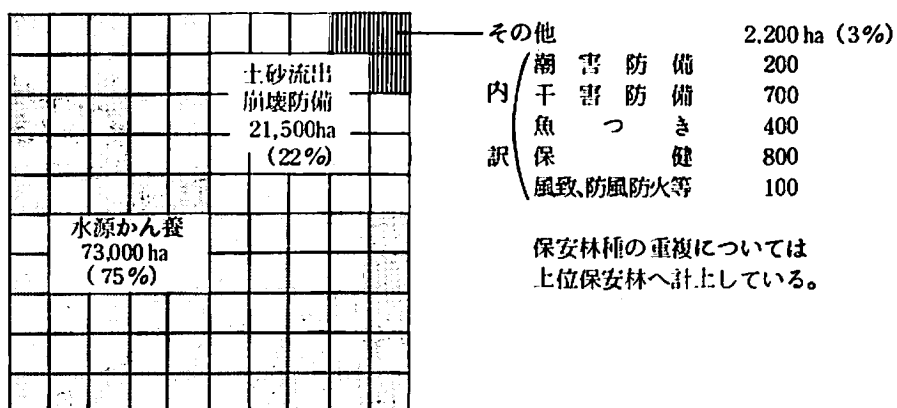 土砂流出
崩壊防備
21,500ha
(22%)
水源かん養
73,000 ha
(75%)
その他 2,200 ha (3%)
内訳
潮害防備 200
干害防備 700
魚つき 400
保健 800
風致、防風防火等 100
保安林種の重複については
上位保安林へ計上している。